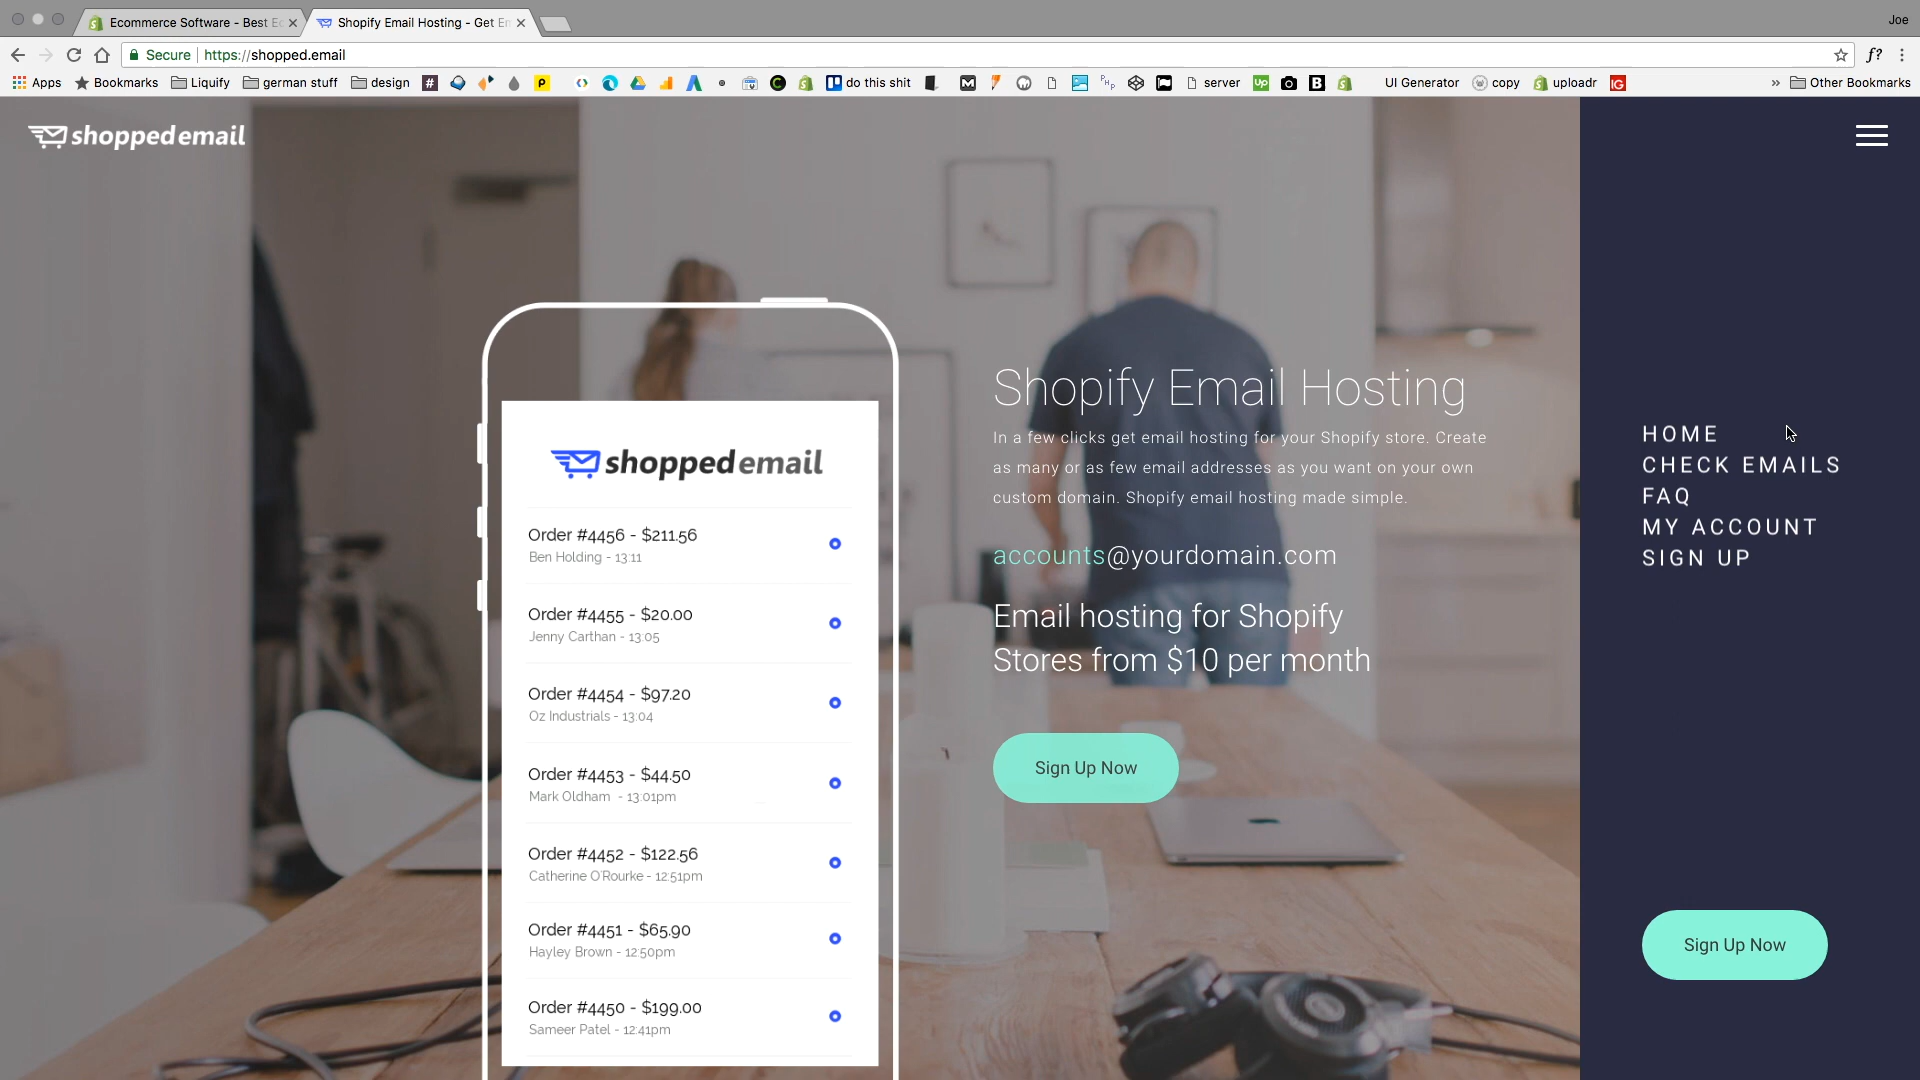 Ecommerce Software - Best Ec
Shopify Email Hosting - Get Em
Joe
Secure
https://shopped.email
f?
Apps
Bookmarks
Liquify
german stuff
design
do this shit
server
UI Generator
copy
uploadr
Other Bookmarks
shopped email
Shopify Email Hosting
In a few clicks get email hosting for your Shopify store. Create
as many or as few email addresses as you want on your own
custom domain. Shopify email hosting made simple.
accounts@yourdomain.com
Email hosting for Shopify
Stores from $10 per month
Sign Up Now
shopped email
Order #4456 - $211.56
Ben Holding - 13:11
Order #4455 - $20.00
Jenny Carthan - 13:05
Order #4454 - $97.20
Oz Industrials - 13:04
Order #4453 - $44.50
Mark Oldham - 13:01pm
Order #4452 - $122.56
Catherine O'Rourke - 12:51pm
Order #4451 - $65.90
Hayley Brown - 12:50pm
Order #4450 - $199.00
Sameer Patel - 12:41pm
HOME
CHECK EMAILS
FAQ
MY ACCOUNT
SIGN UP
Sign Up Now